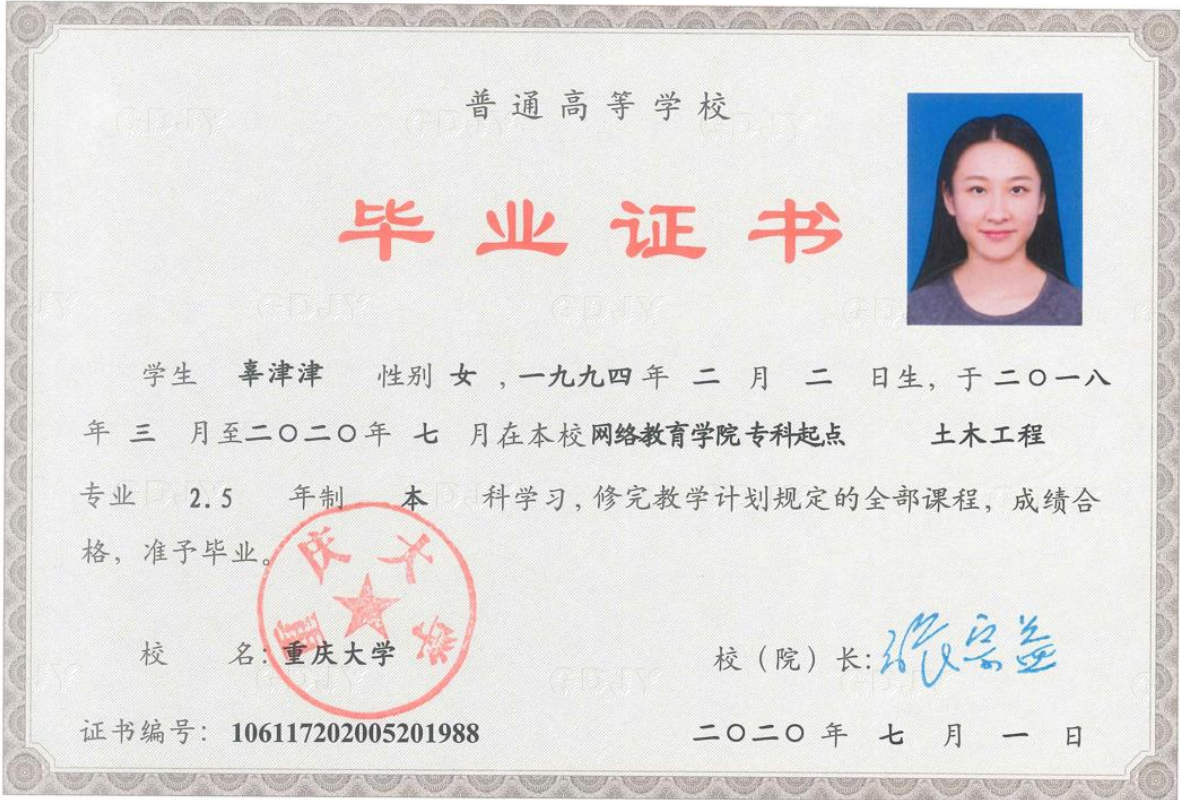 普通高等学校
毕业证书
学生 辜津津 性别 女 ,一九九四 年 二 月 二 日生, 于 二〇一八
年 三 月至 二〇二〇 年 七 月在本校 网络教育学院 专科起点 土木工程
专业 2.5 年制 本 科学习, 修完教学计划规定的全部课程, 成绩合
格, 准予毕业。
重庆大学
校 名: 重庆大学
校（院）长: 张宗益
证书编号: 106117202005201988
二〇二〇 年 七 月 一 日
GDJY